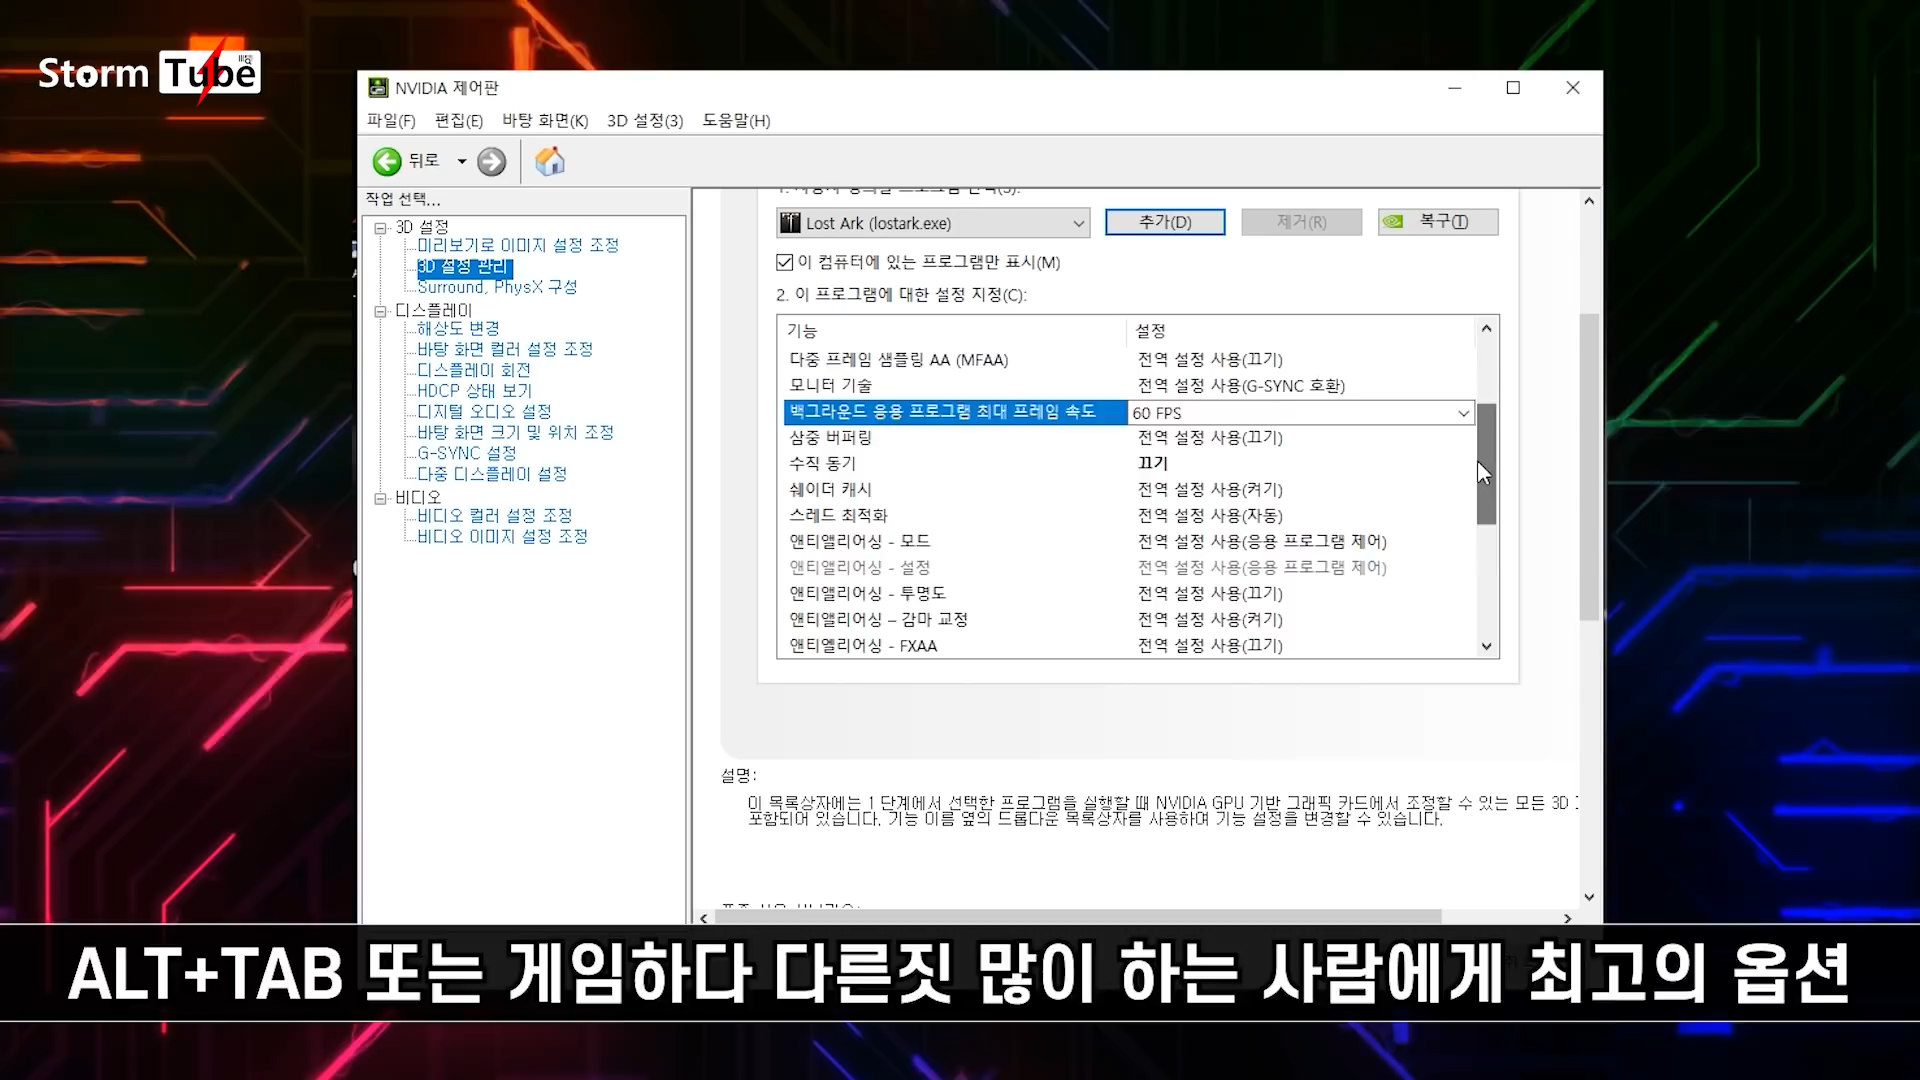 Storm Tube
NVIDIA 제어판
파일(F) 편집(E) 바탕 화면(K) 3D 설정(3) 도움말(H)
뒤로
작업 선택...
3D 설정
미리보기로 이미지 설정 조정
3D 설정 관리
Surround, PhysX 구성
디스플레이
해상도 변경
바탕 화면 컬러 설정 조정
디스플레이 회전
HDCP 상태 보기
디지털 오디오 설정
바탕 화면 크기 및 위치 조정
G-SYNC 설정
다중 디스플레이 설정
비디오
비디오 컬러 설정 조정
비디오 이미지 설정 조정
Lost Ark (lostark.exe) 추가(D) 제거(R) 복구(T)
이 컴퓨터에 있는 프로그램만 표시(M)
2. 이 프로그램에 대한 설정 지정(C):
기능 설정
다중 프레임 샘플링 AA (MFAA) 전역 설정 사용(끄기)
모니터 기술 전역 설정 사용(G-SYNC 호환)
백그라운드 응용 프로그램 최대 프레임 속도 60 FPS
삼중 버퍼링 전역 설정 사용(끄기)
수직 동기 끄기
쉐이더 캐시 전역 설정 사용(켜기)
스레드 최적화 전역 설정 사용(자동)
앤티앨리어싱 - 모드 전역 설정 사용(응용 프로그램 제어)
앤티앨리어싱 - 설정 전역 설정 사용(응용 프로그램 제어)
앤티앨리어싱 - 투명도 전역 설정 사용(끄기)
앤티앨리어싱 – 감마 교정 전역 설정 사용(켜기)
앤티엘리어싱 - FXAA 전역 설정 사용(끄기)
설명:
이 목록상자에는 1 단계에서 선택한 프로그램을 실행할 때 NVIDIA GPU 기반 그래픽 카드에서 조정할 수 있는 모든 3D
포함되어 있습니다. 기능 이름 옆의 드롭다운 목록상자를 사용하여 기능 설정을 변경할 수 있습니다.
ALT+TAB 또는 게임하다 다른짓 많이 하는 사람에게 최고의 옵션